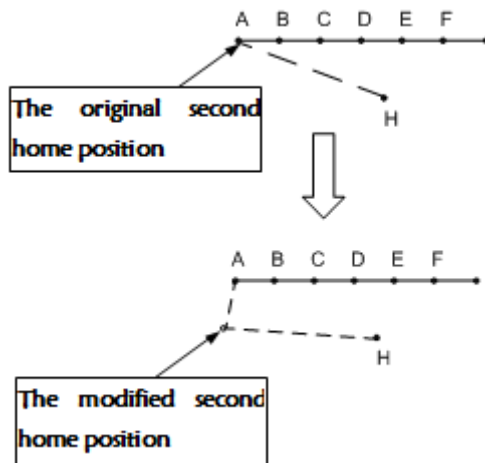 A B C D E F
The original second
home position
H
A B C D E F
H
The modified second
home position